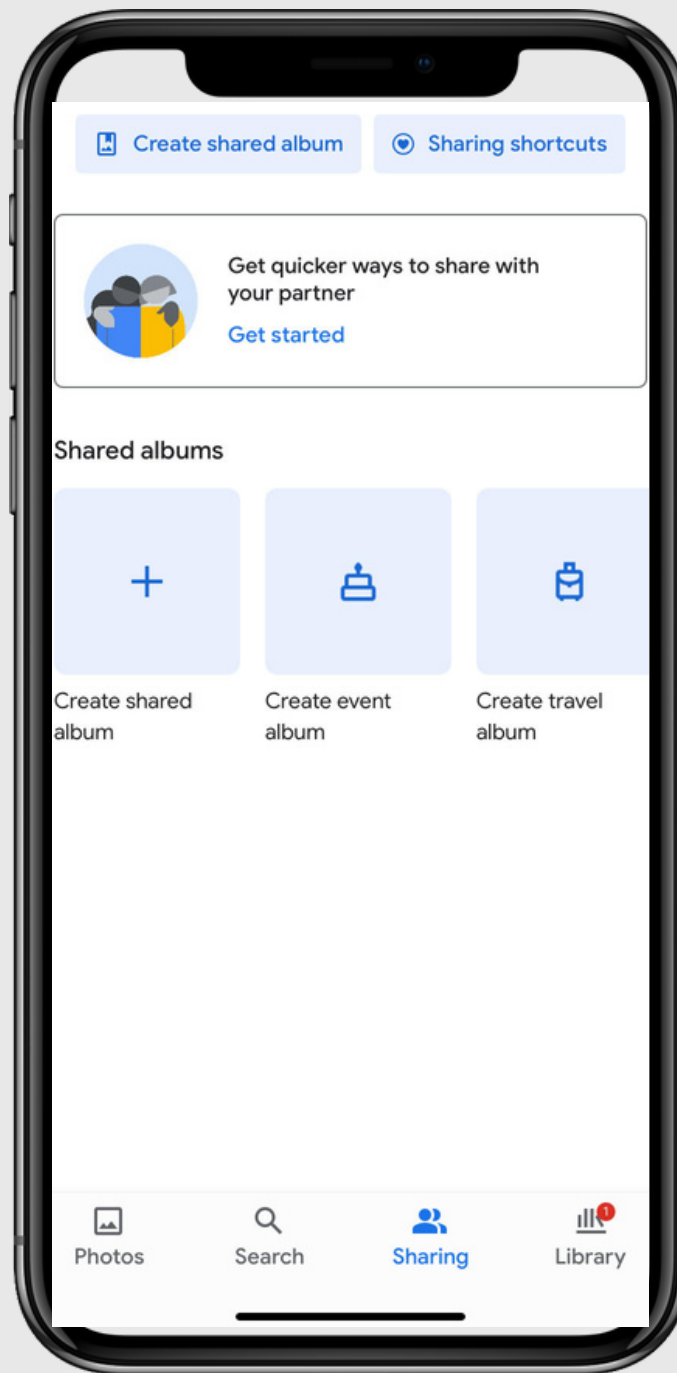 Create shared album
Sharing shortcuts
Get quicker ways to share with
your partner
Get started
Shared albums
Create shared
album
Create event
album
Create travel
album
Photos
Search
Sharing
1
Library